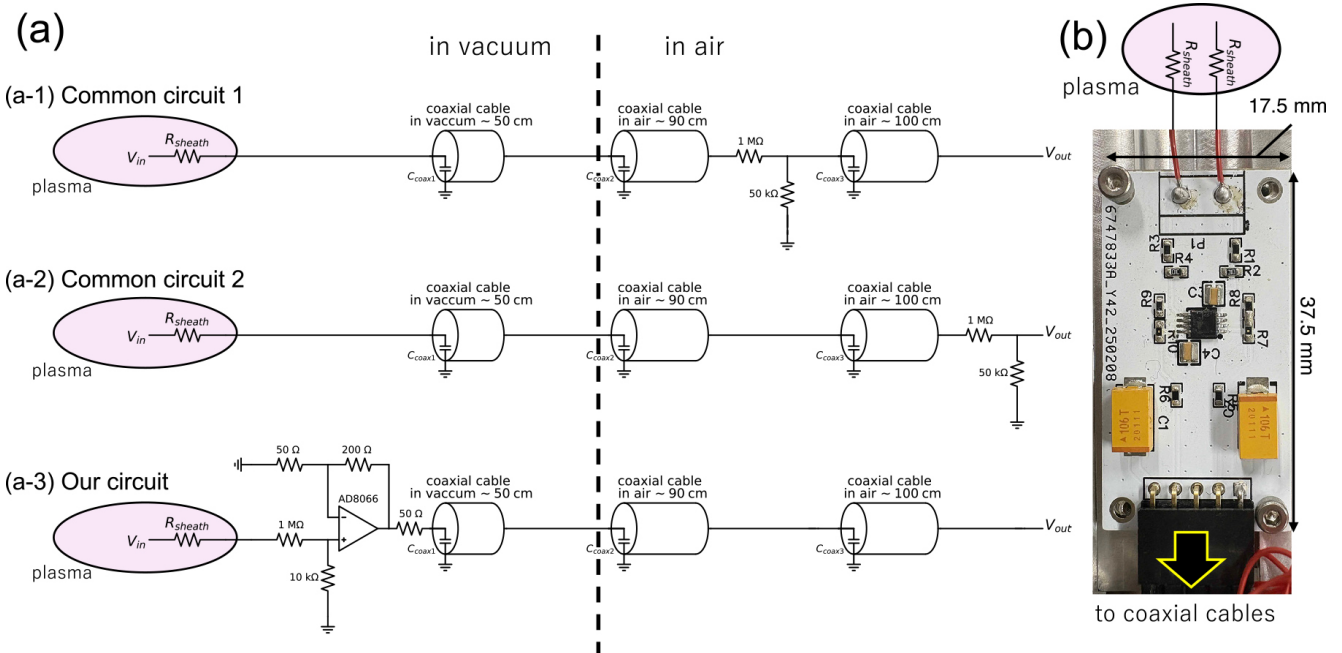 (a)
in vacuum
in air
(a-1) Common circuit 1
R_sheath
V_in
plasma
coaxial cable
in vaccum ~ 50 cm
C_coax1
coaxial cable
in air ~ 90 cm
C_coax2
1 MΩ
50 kΩ
coaxial cable
in air ~ 100 cm
C_coax3
V_out
(a-2) Common circuit 2
R_sheath
V_in
plasma
coaxial cable
in vaccum ~ 50 cm
C_coax1
coaxial cable
in air ~ 90 cm
C_coax2
coaxial cable
in air ~ 100 cm
C_coax3
1 MΩ
50 kΩ
V_out
(a-3) Our circuit
R_sheath
V_in
plasma
50 Ω
200 Ω
AD8066
1 MΩ
10 kΩ
50 Ω
coaxial cable
in vaccum ~ 50 cm
C_coax1
coaxial cable
in air ~ 90 cm
C_coax2
coaxial cable
in air ~ 100 cm
C_coax3
V_out
(b)
R_sheath
R_sheath
plasma
17.5 mm
37.5 mm
6747833A_Y42_250208
P1
R3
R4
R1
R2
C3
R9
R8
R10
R7
C4
R6
C1
106T
20111
106T
20111
to coaxial cables